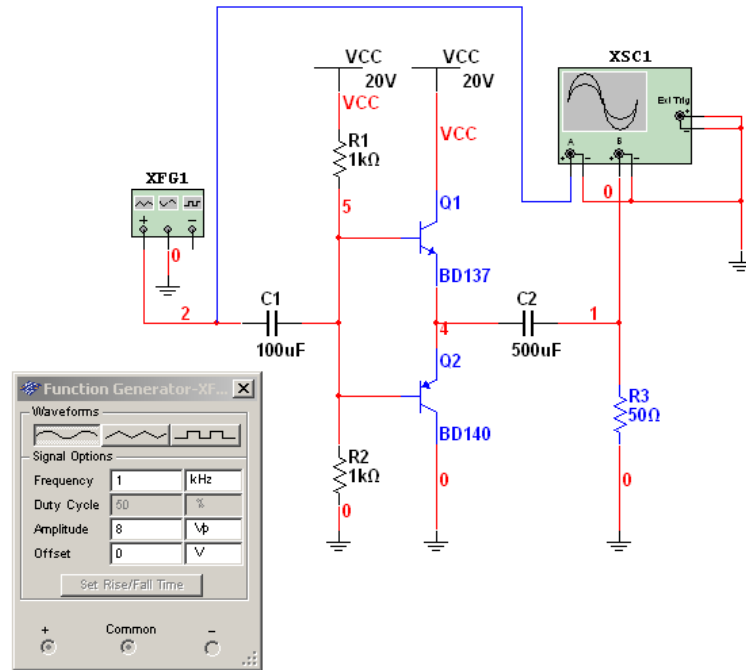 VCC
20V
VCC
20V
XSC1
Ext Trig
+
-
A
B
+
-
+
-
VCC
VCC
R1
1kΩ
XFG1
+
-
0
5
0
Q1
BD137
2
C1
100uF
4
C2
500uF
1
Q2
BD140
R3
50Ω
R2
1kΩ
0
0
0
Function Generator-XF...
Waveforms
Signal Options
Frequency 1 kHz
Duty Cycle 50 %
Amplitude 8 Vp
Offset 0 V
Set Rise/Fall Time
+ Common -